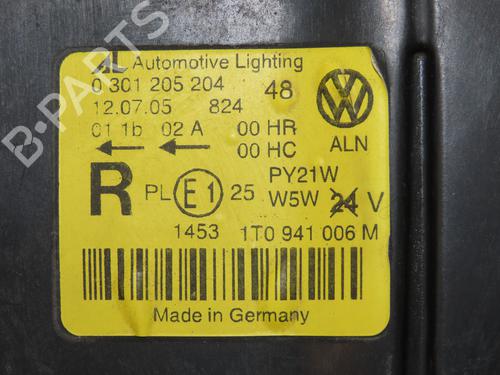 AL Automotive Lighting
0 301 205 204 48
12.07.05 824
01 1b 02 A 00 HR
00 HC ALN
R PL E1 25 PY21W
W5W 24 V
1453 1T0 941 006 M
Made in Germany
B-PARTS